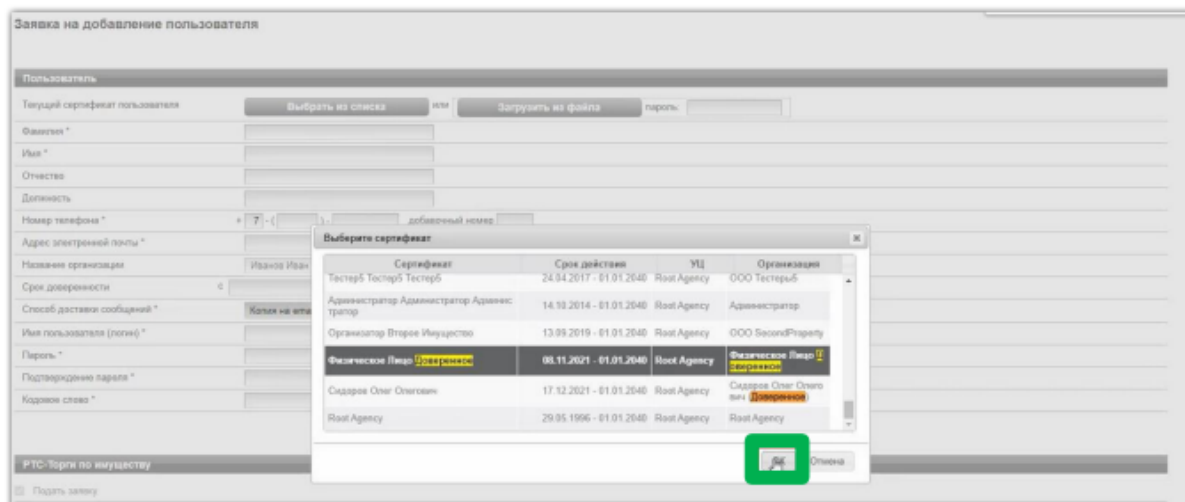 Заявка на добавление пользователя
Пользователь
Текущий сертификат пользователя Выбрать из списка или Загрузить из файла пароль:
Фамилия *
Имя *
Отчество
Должность
Номер телефона * + 7 - ( ) - добавочный номер
Адрес электронной почты *
Название организации Иванов Иван
Срок доверенности с
Способ доставки сообщений * Копия на ema
Имя пользователя (логин) *
Пароль *
Подтверждение пароля *
Кодовое слово *
Выберите сертификат
Сертификат Срок действия УЦ Организация
Тестер5 Тестер5 Тестер5 24.04.2017 - 01.01.2040 Root Agency ООО Тестеры5
Администратор Администратор Админис 14.10.2014 - 01.01.2040 Root Agency Администратор
тратор
Организатор Второе Имущество 13.09.2019 - 01.01.2040 Root Agency ООО SecondProperty
Физическое Лицо Доверенное 08.11.2021 - 01.01.2040 Root Agency Физическое Лицо Д
оверенное
Сидоров Олег Олегович 17.12.2021 - 01.01.2040 Root Agency Сидоров Олег Олего
вич (Доверенное)
Root Agency 29.05.1996 - 01.01.2040 Root Agency Root Agency
Отмена
РТС-Торги по имуществу
Подать заявку